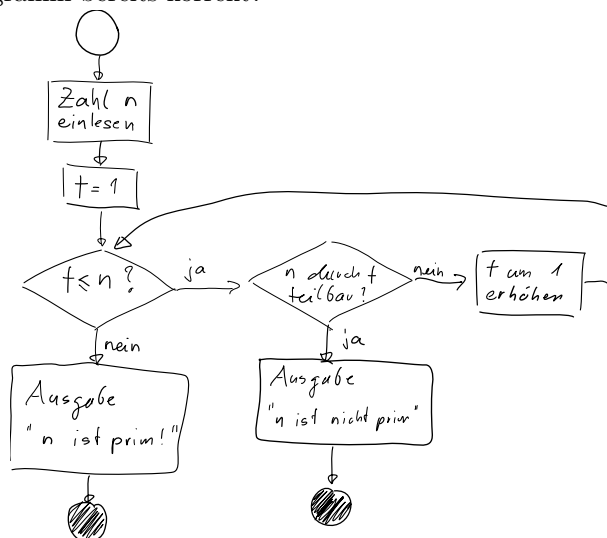 Zahl n
einlesen
t = 1
t ≤ n ?
ja
n durch t
teilbar?
nein
t um 1
erhöhen
nein
ja
Ausgabe
"n ist prim!"
Ausgabe
"n ist nicht prim"